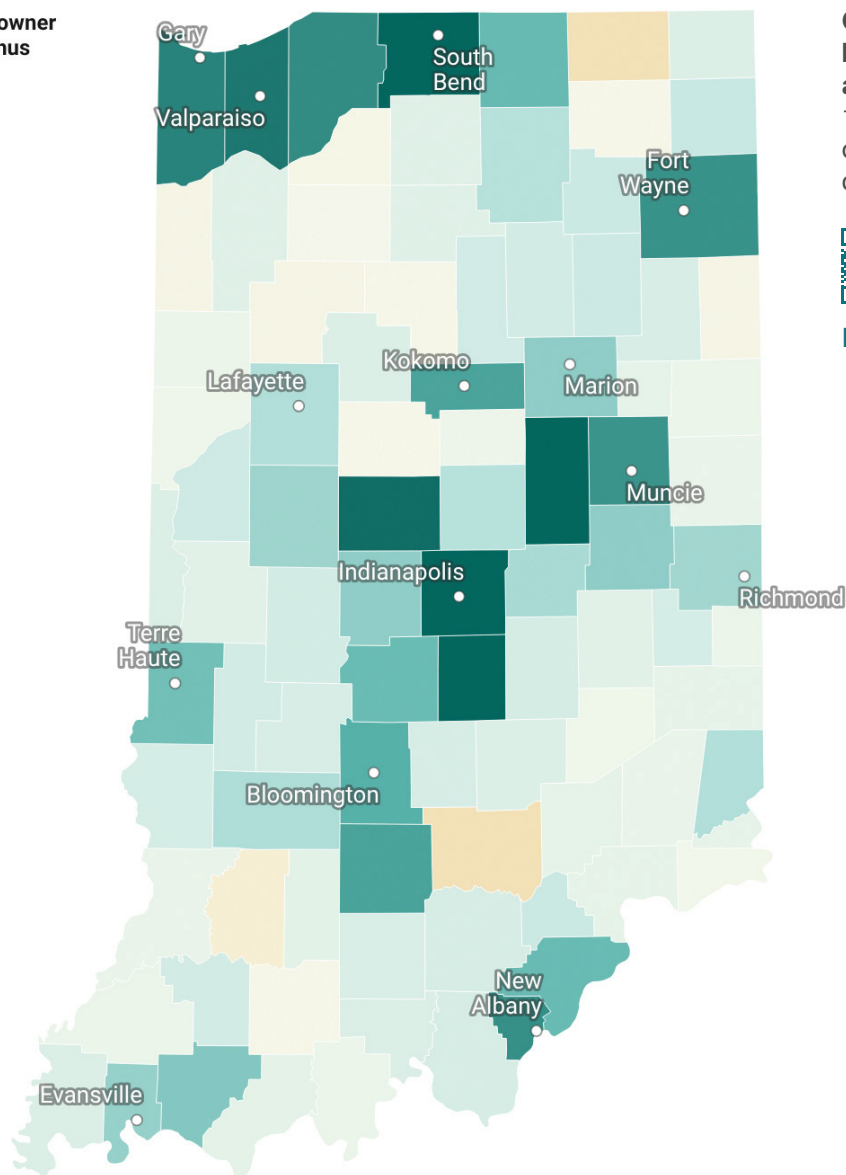 owner
Gary
South
Bend
Valparaiso
Fort
Wayne
Kokomo
Lafayette
Marion
Muncie
Indianapolis
Richmond
Terre
Haute
Bloomington
New
Albany
Evansville